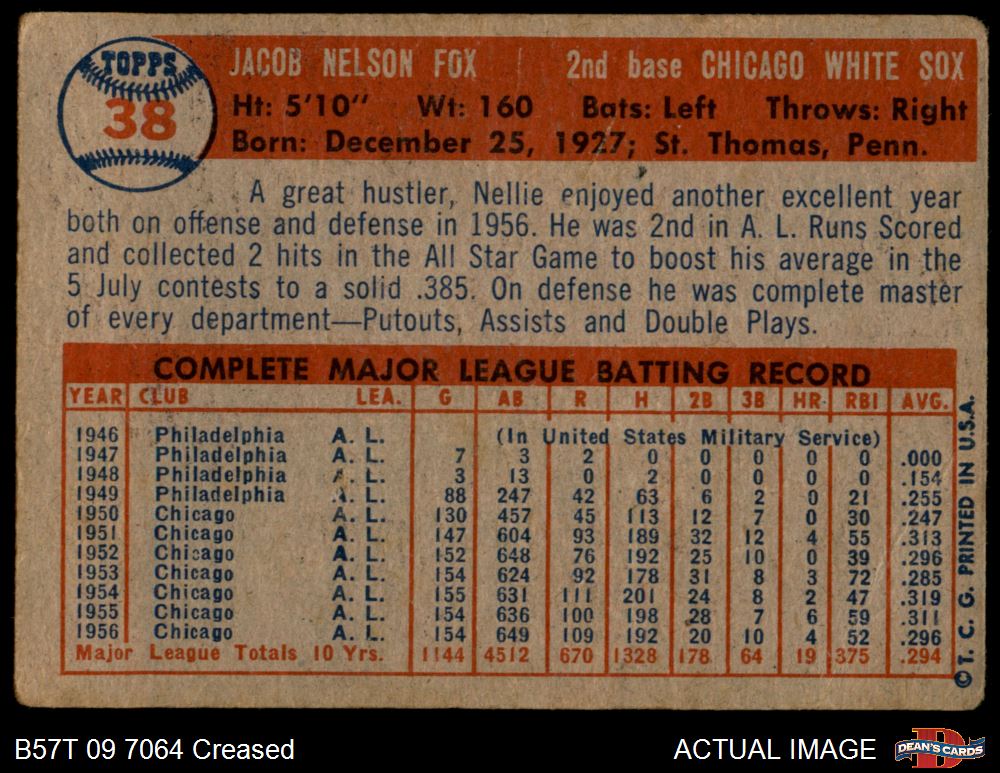 TOPPS
38
JACOB NELSON FOX | 2nd base CHICAGO WHITE SOX
Ht: 5'10" Wt: 160 Bats: Left Throws: Right
Born: December 25, 1927; St. Thomas, Penn.
A great hustler, Nellie enjoyed another excellent year
both on offense and defense in 1956. He was 2nd in A. L. Runs Scored
and collected 2 hits in the All Star Game to boost his average in the
5 July contests to a solid .385. On defense he was complete master
of every department—Putouts, Assists and Double Plays.
COMPLETE MAJOR LEAGUE BATTING RECORD
YEAR CLUB LEA. G AB R H 2B 3B HR RBI AVG.
1946 Philadelphia A. L. (In United States Military Service)
1947 Philadelphia A. L. 7 3 2 0 0 0 0 0 .000
1948 Philadelphia A. L. 3 13 0 2 0 0 0 0 .154
1949 Philadelphia A. L. 88 247 42 63 6 2 0 21 .255
1950 Chicago A. L. 130 457 45 113 12 7 0 30 .247
1951 Chicago A. L. 147 604 93 189 32 12 4 55 .313
1952 Chicago A. L. 152 648 76 192 25 10 0 39 .296
1953 Chicago A. L. 154 624 92 178 31 8 3 72 .285
1954 Chicago A. L. 155 631 111 201 24 8 2 47 .319
1955 Chicago A. L. 154 636 100 198 28 7 6 59 .311
1956 Chicago A. L. 154 649 109 192 20 10 4 52 .296
Major League Totals 10 Yrs. 1144 4512 670 1328 178 64 19 375 .294
© T. C. G. PRINTED IN U.S.A.
B57T 09 7064 Creased
ACTUAL IMAGE
D
DEAN'S CARDS